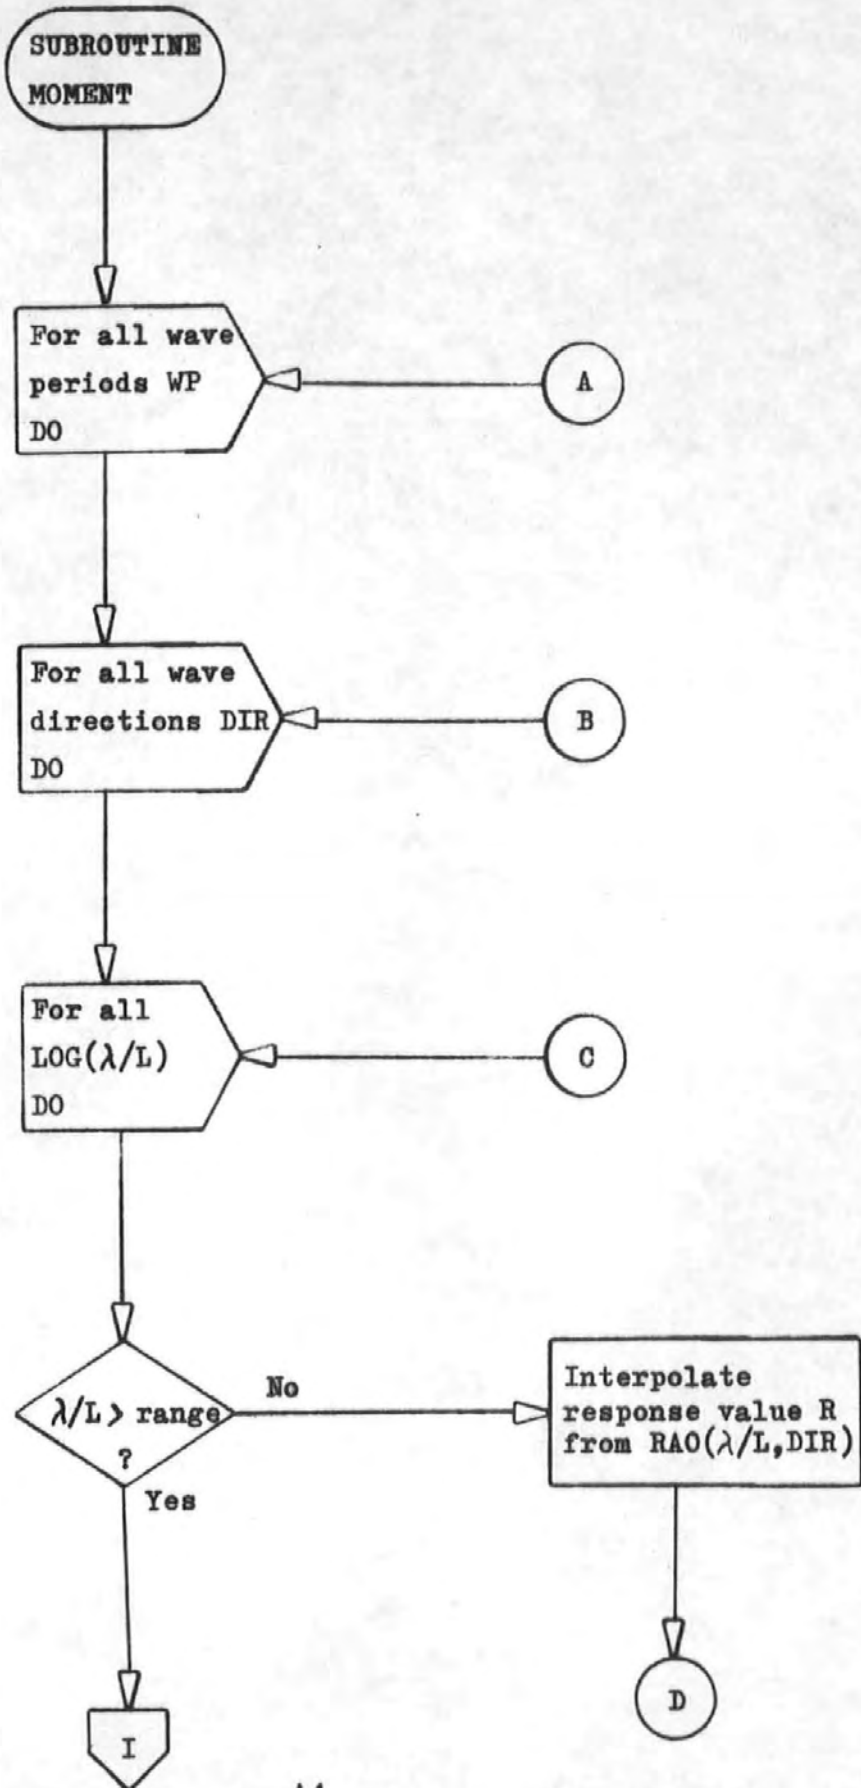 SUBROUTINE
MOMENT
For all wave
periods WP
DO
A
For all wave
directions DIR
DO
B
For all
LOG(λ/L)
DO
C
λ/L > range
?
No
Yes
Interpolate
response value R
from RAO(λ/L,DIR)
D
I